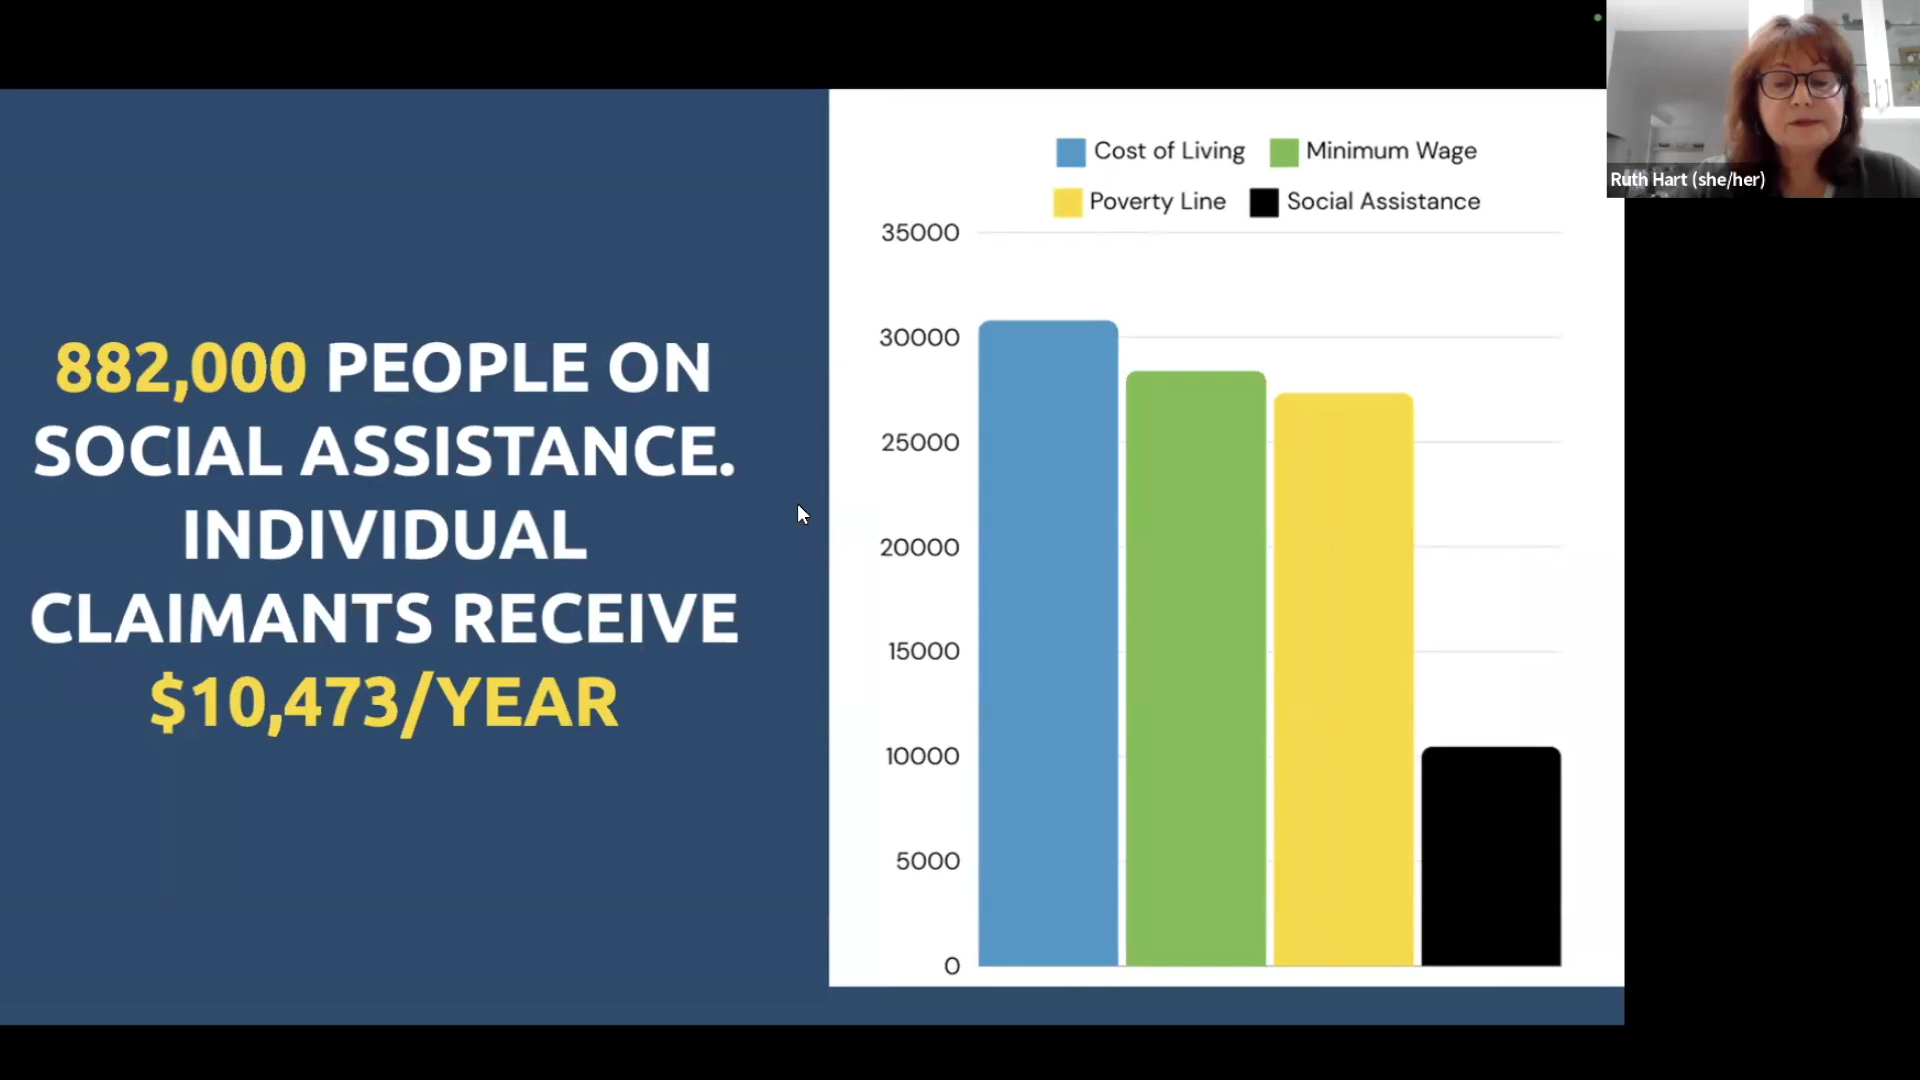 882,000 PEOPLE ON
SOCIAL ASSISTANCE.
INDIVIDUAL
CLAIMANTS RECEIVE
$10,473/YEAR
Cost of Living Minimum Wage
Poverty Line Social Assistance
35000
30000
25000
20000
15000
10000
5000
0
Ruth Hart (she/her)